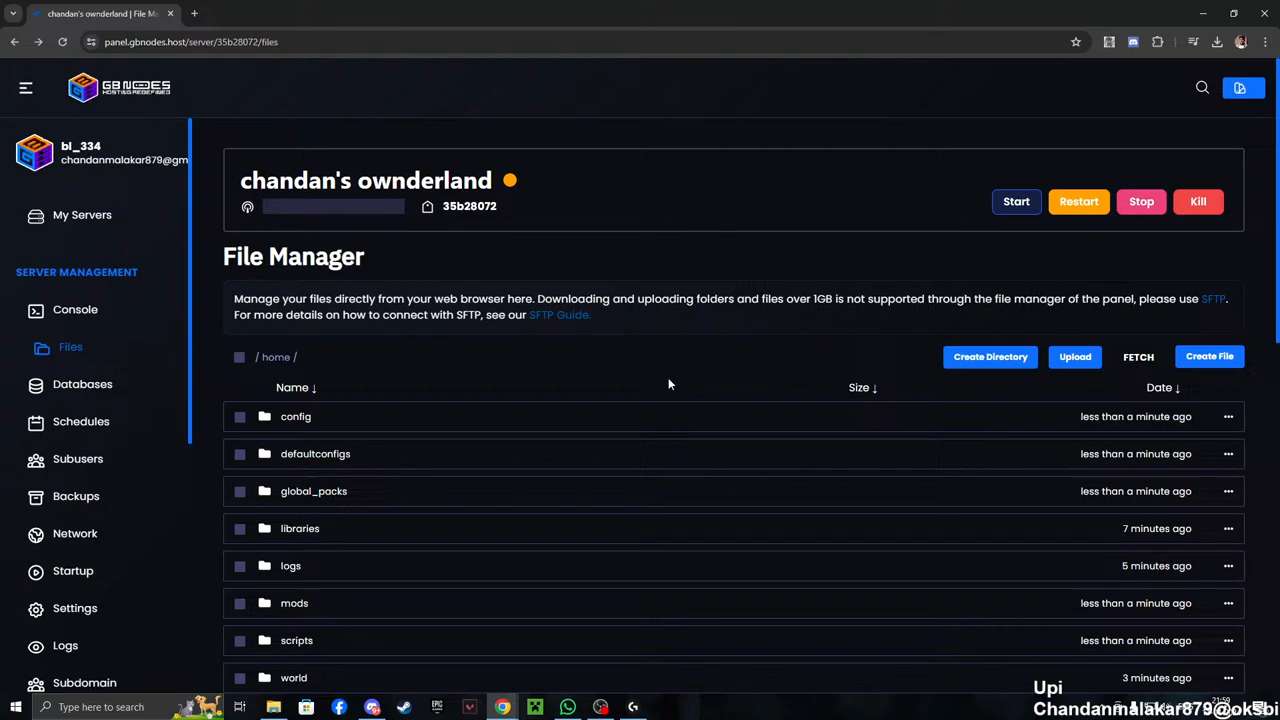 chandan's ownderland | File Ma
panel.gbnodes.host/server/35b28072/files
GBNODES
HOSTING REDEFINED
bl_334
chandanmalakar879@gm
My Servers
SERVER MANAGEMENT
Console
Files
Databases
Schedules
Subusers
Backups
Network
Startup
Settings
Logs
Subdomain
chandan's ownderland
35b28072
Start
Restart
Stop
Kill
File Manager
Manage your files directly from your web browser here. Downloading and uploading folders and files over 1GB is not supported through the file manager of the panel, please use SFTP.
For more details on how to connect with SFTP, see our SFTP Guide.
/ home /
Create Directory
Upload
FETCH
Create File
Name ↓
Size ↓
Date ↓
config less than a minute ago
defaultconfigs less than a minute ago
global_packs less than a minute ago
libraries 7 minutes ago
logs 5 minutes ago
mods less than a minute ago
scripts less than a minute ago
world 3 minutes ago
Type here to search
EPIC
Upi
Chandanmalakar879@oksbi
21:59